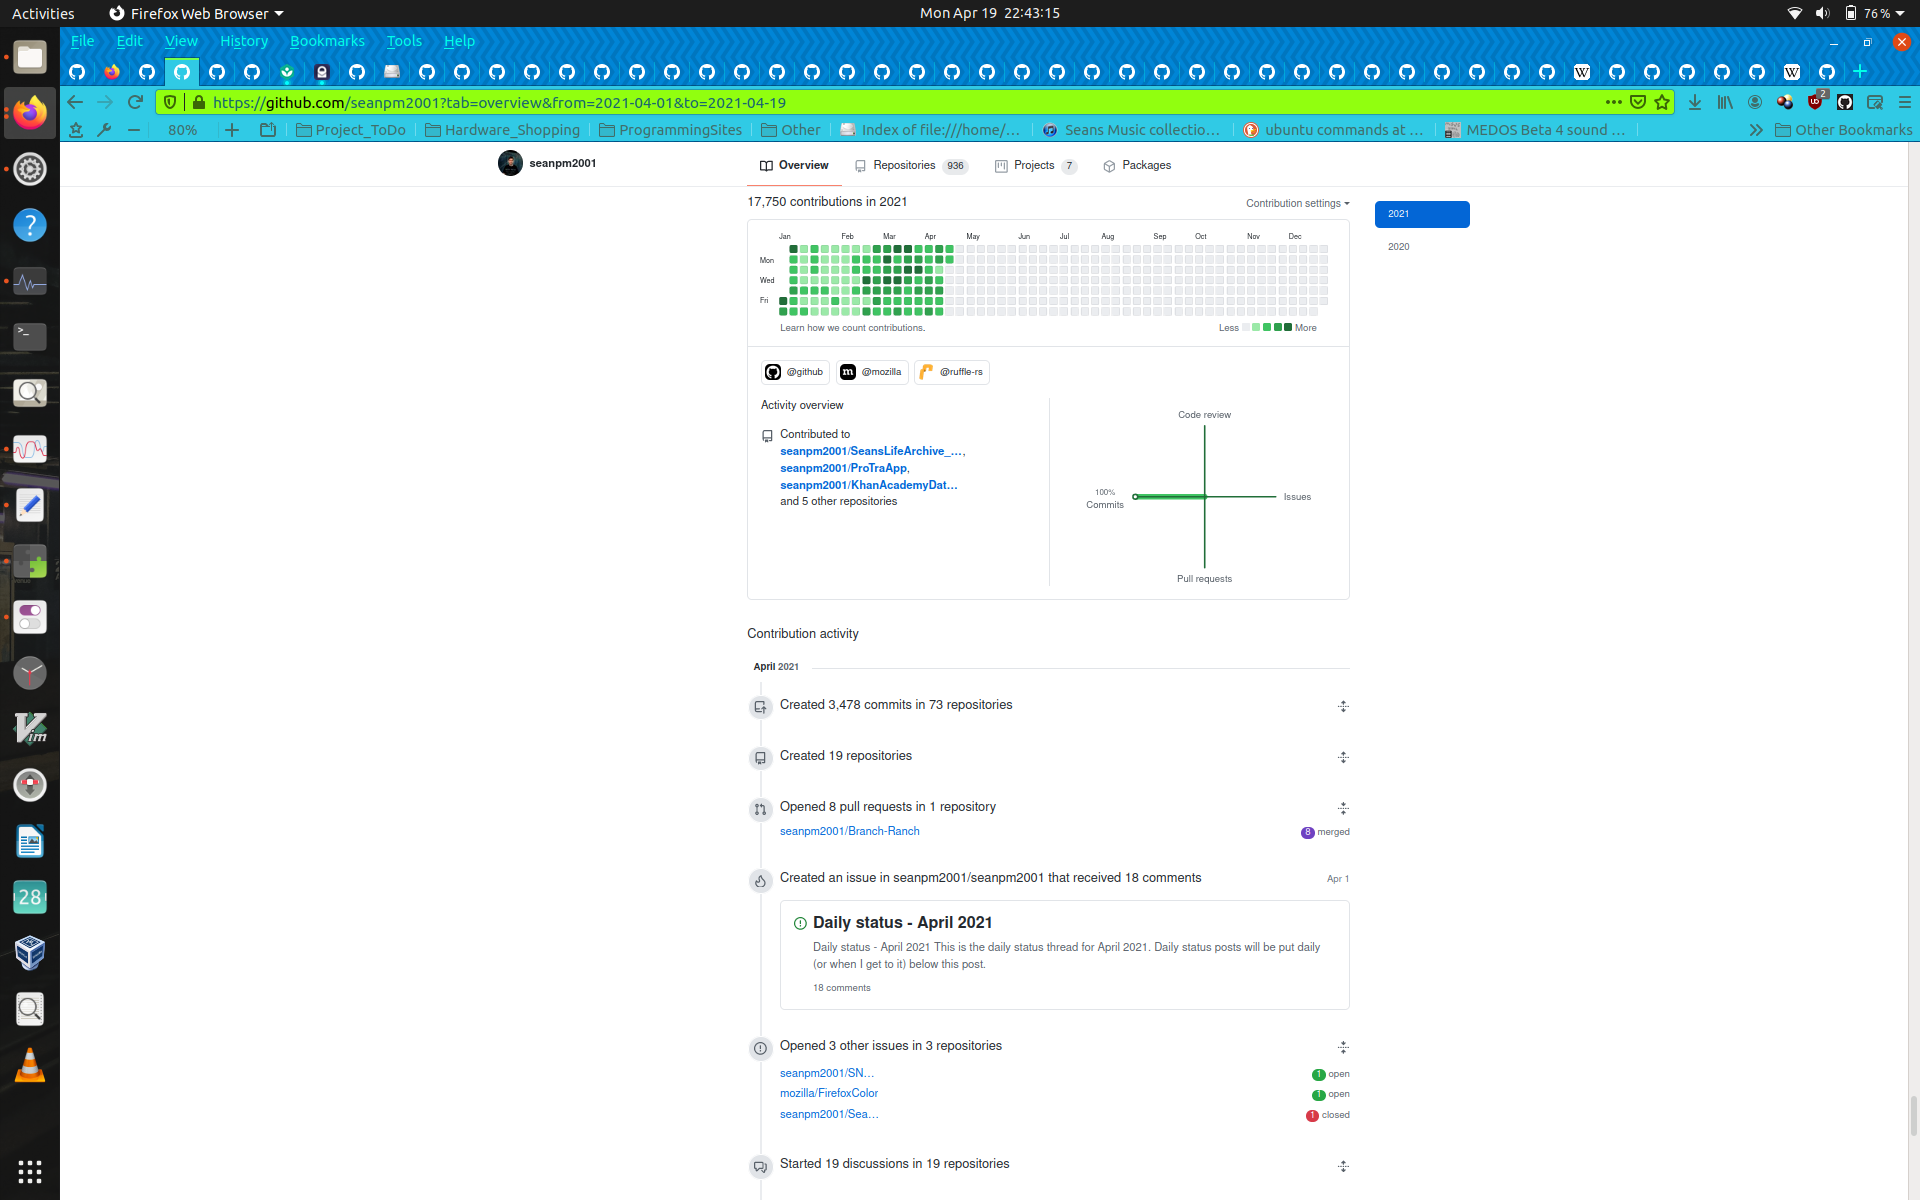 Activities
Firefox Web Browser
Mon Apr 19 22:43:15
76 %
File Edit View History Bookmarks Tools Help
https://github.com/seanpm2001?tab=overview&from=2021-04-01&to=2021-04-19
2
80%
Project_ToDo
Hardware_Shopping
ProgrammingSites
Other
Index of file:///home/…
Seans Music collectio…
ubuntu commands at …
MEDOS Beta 4 sound …
Other Bookmarks
seanpm2001
Overview
Repositories 936
Projects 7
Packages
17,750 contributions in 2021
Contribution settings
2021
2020
Jan Feb Mar Apr May Jun Jul Aug Sep Oct Nov Dec
Mon
Wed
Fri
Learn how we count contributions.
Less More
@github
@mozilla
@ruffle-rs
Activity overview
Contributed to
seanpm2001/SeansLifeArchive_…,
seanpm2001/ProTraApp,
seanpm2001/KhanAcademyDat…
and 5 other repositories
Code review
100%
Commits
Issues
Pull requests
Contribution activity
April 2021
Created 3,478 commits in 73 repositories
Created 19 repositories
Opened 8 pull requests in 1 repository
seanpm2001/Branch-Ranch
8 merged
Created an issue in seanpm2001/seanpm2001 that received 18 comments
Apr 1
Daily status - April 2021
Daily status - April 2021 This is the daily status thread for April 2021. Daily status posts will be put daily
(or when I get to it) below this post.
18 comments
Opened 3 other issues in 3 repositories
seanpm2001/SN…
1 open
mozilla/FirefoxColor
1 open
seanpm2001/Sea…
1 closed
Started 19 discussions in 19 repositories
28